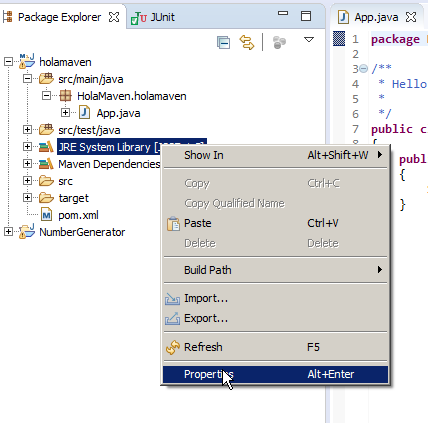 Package Explorer
JUnit
holamaven
src/main/java
HolaMaven.holamaven
App.java
src/test/java
JRE System Library
Maven Dependencies
src
target
pom.xml
NumberGenerator
Show In Alt+Shift+W
Copy Ctrl+C
Copy Qualified Name
Paste Ctrl+V
Delete Delete
Build Path
Import...
Export...
Refresh F5
Properties Alt+Enter
App.java
1 package
2
3 /**
4 * Hello
5 *
6 */
7 public c
8 {
publ
{
}